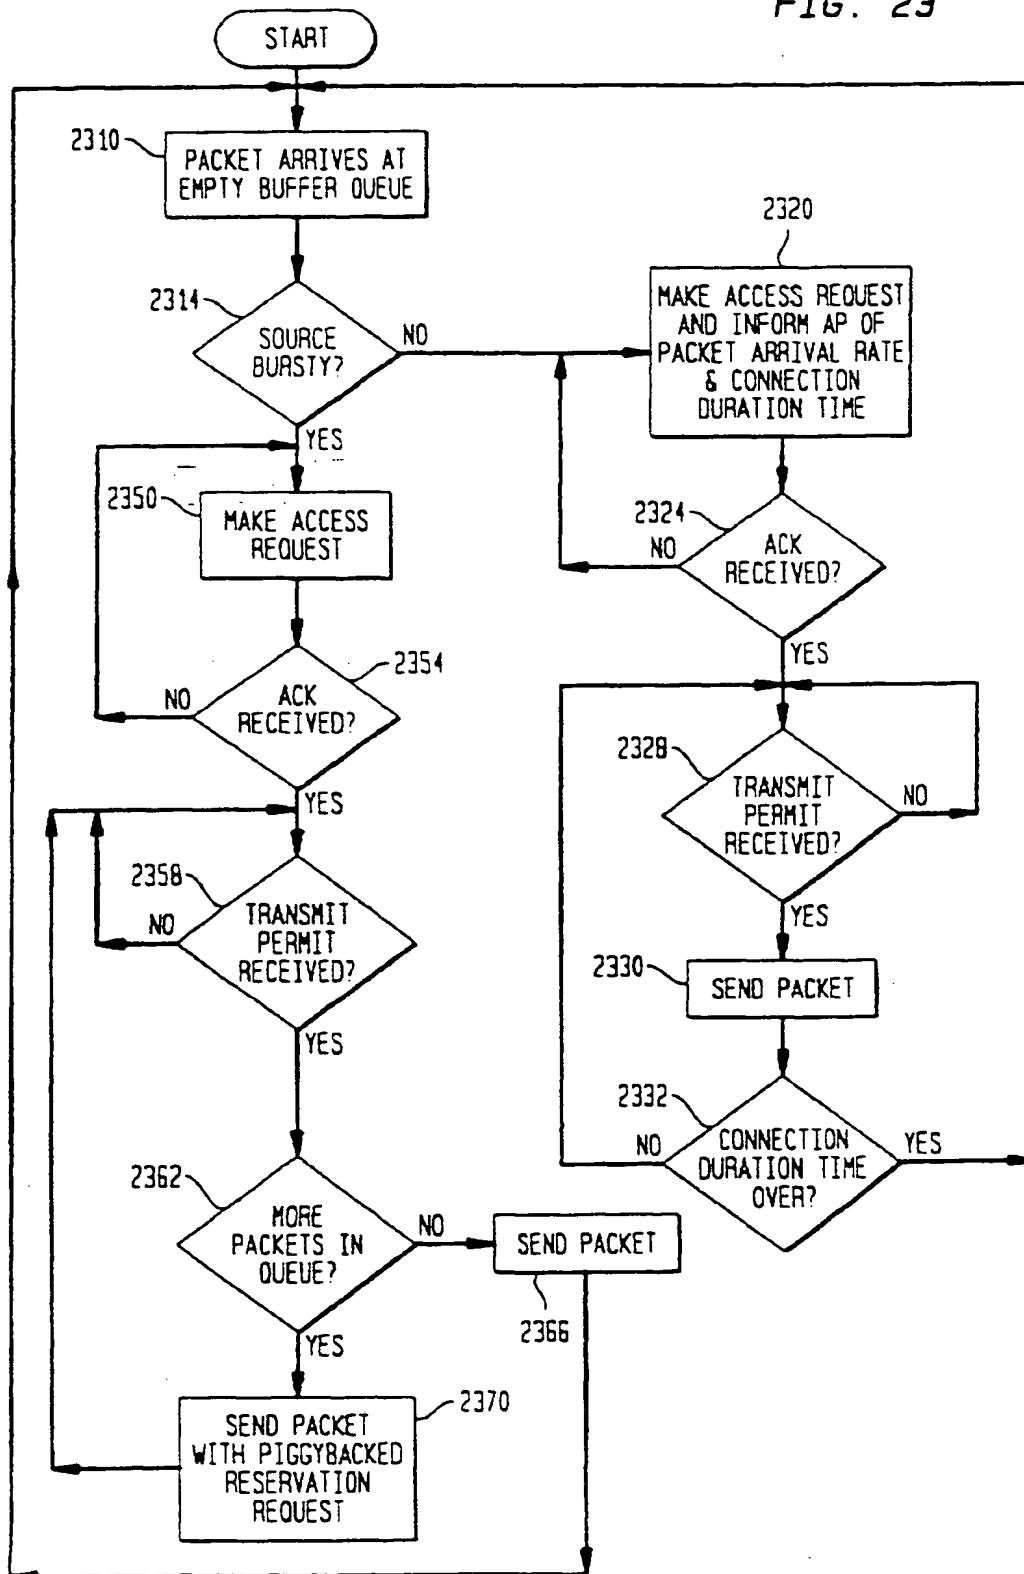 FIG. 23
START
2310
PACKET ARRIVES AT
EMPTY BUFFER QUEUE
2314
SOURCE
BURSTY?
NO
YES
2320
MAKE ACCESS REQUEST
AND INFORM AP OF
PACKET ARRIVAL RATE
& CONNECTION
DURATION TIME
2324
ACK
RECEIVED?
NO
YES
2350
MAKE ACCESS
REQUEST
2354
ACK
RECEIVED?
NO
YES
2328
TRANSMIT
PERMIT
RECEIVED?
NO
YES
2358
TRANSMIT
PERMIT
RECEIVED?
NO
YES
2330
SEND PACKET
2332
CONNECTION
DURATION TIME
OVER?
NO
YES
2362
MORE
PACKETS IN
QUEUE?
NO
YES
SEND PACKET
2366
2370
SEND PACKET
WITH PIGGYBACKED
RESERVATION
REQUEST